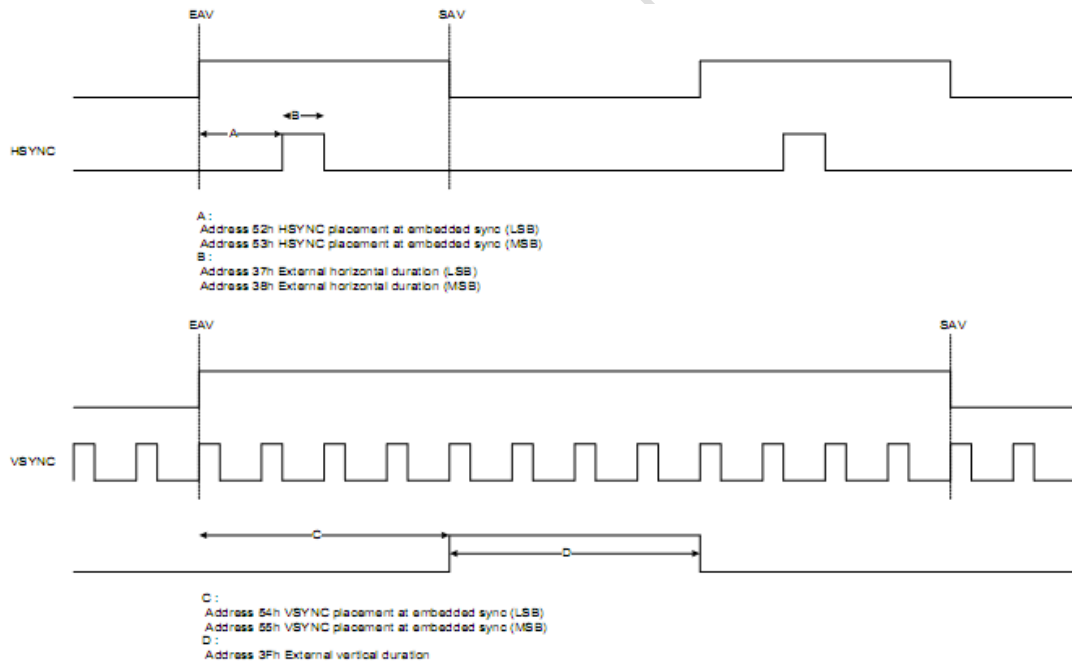 EAV SAV
B
A
HSYNC
A :
Address 52h HSYNC placement at embedded sync (LSB)
Address 53h HSYNC placement at embedded sync (MSB)
B :
Address 37h External horizontal duration (LSB)
Address 38h External horizontal duration (MSB)
EAV SAV
VSYNC
C
D
C :
Address 54h VSYNC placement at embedded sync (LSB)
Address 55h VSYNC placement at embedded sync (MSB)
D :
Address 3Fh External vertical duration